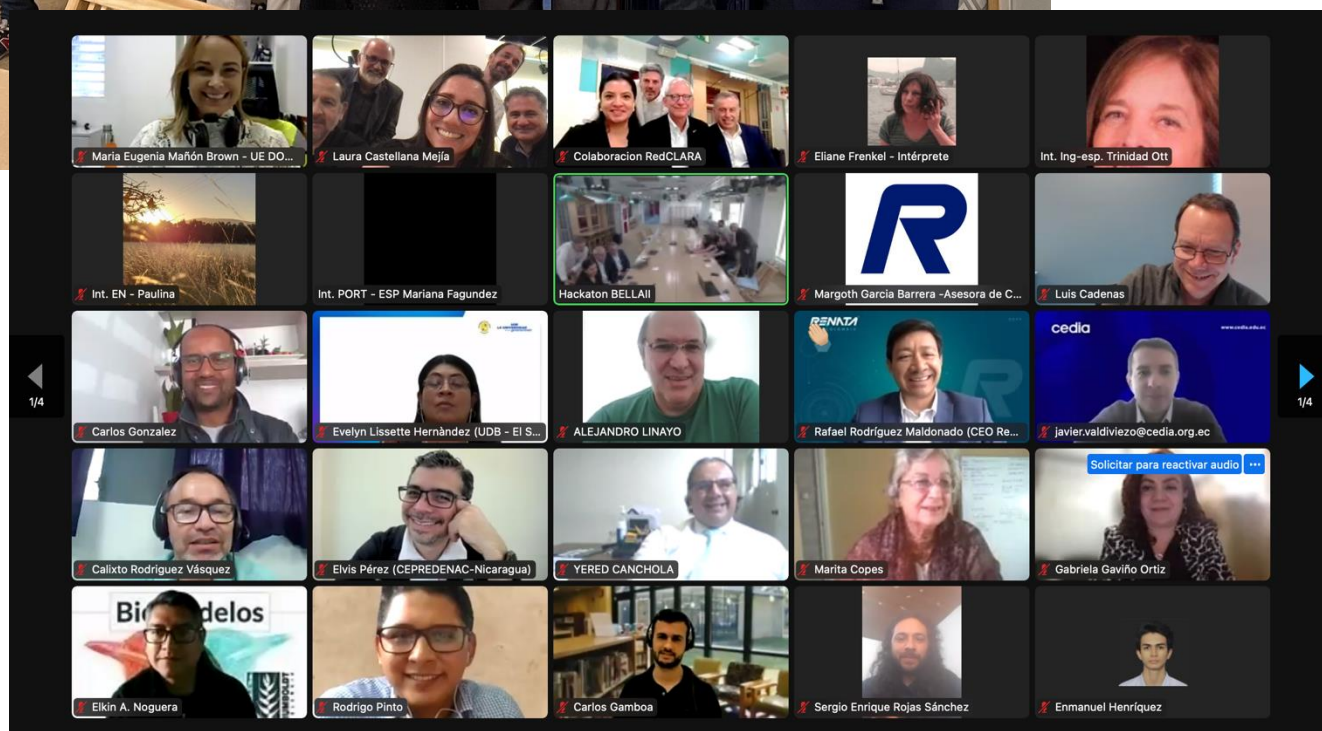 Maria Eugenia Mañón Brown - UE DO...
Laura Castellana Mejía
Colaboracion RedCLARA
Eliane Frenkel - Intérprete
Int. Ing-esp. Trinidad Ott
Int. EN - Paulina
Int. PORT - ESP Mariana Fagundez
Hackaton BELLAII
R
Margoth Garcia Barrera -Asesora de C...
Luis Cadenas
1/4
1/4
Carlos Gonzalez
Evelyn Lissette Hernàndez (UDB - El S...
ALEJANDRO LINAYO
RENATA
Rafael Rodríguez Maldonado (CEO Re...
cedia
www.cedia.edu.ec
javier.valdiviezo@cedia.org.ec
Calixto Rodriguez Vásquez
Elvis Pérez (CEPREDENAC-Nicaragua)
YERED CANCHOLA
Marita Copes
Solicitar para reactivar audio
Gabriela Gaviño Ortiz
Bi delos
Elkin A. Noguera
Rodrigo Pinto
Carlos Gamboa
Sergio Enrique Rojas Sánchez
Enmanuel Henríquez